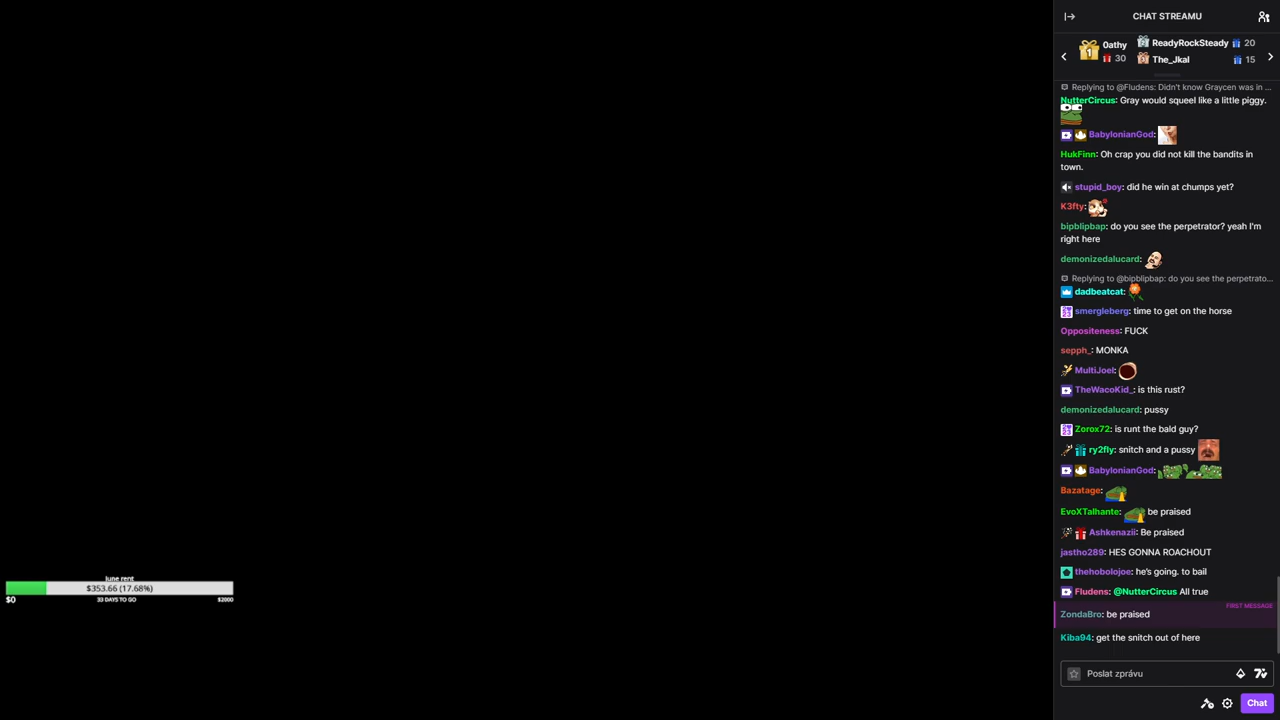 CHAT STREAMU
0athy
30
ReadyRockSteady 20
The_Jkal 15
Replying to @Fludens: Didn't know Graycen was in ...
NutterCircus: Gray would squeel like a little piggy.
BabylonianGod:
HukFinn: Oh crap you did not kill the bandits in
town.
stupid_boy: did he win at chumps yet?
K3fty:
bipblipbap: do you see the perpetrator? yeah I'm
right here
demonizedalucard:
Replying to @bipblipbap: do you see the perpetrato...
dadbeatcat:
smergleberg: time to get on the horse
Oppositeness: FUCK
sepph_: MONKA
MultiJoel:
TheWacoKid_: is this rust?
demonizedalucard: pussy
Zorox72: is runt the bald guy?
ry2fly: snitch and a pussy
BabylonianGod:
Bazatage:
EvoXTalhante: be praised
Ashkenazii: Be praised
jastho289: HES GONNA ROACHOUT
thehobolojoe: he's going. to bail
Fludens: @NutterCircus All true
FIRST MESSAGE
ZondaBro: be praised
Kiba94: get the snitch out of here
Poslat zprávu
Chat
June rent
$353.66 (17.68%)
$0
33 DAYS TO GO
$2000